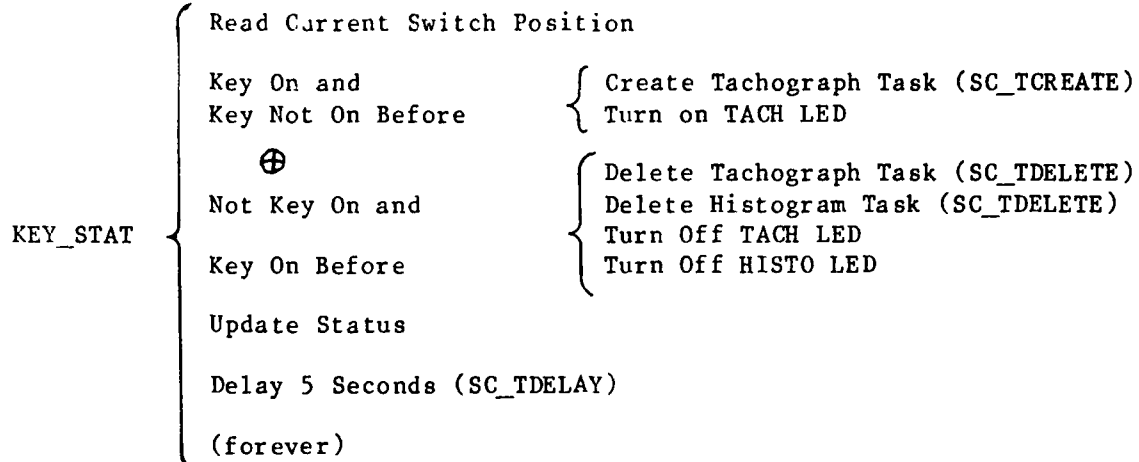 Read Current Switch Position
Key On and
Key Not On Before
Create Tachograph Task (SC_TCREATE)
Turn on TACH LED
⊕
Not Key On and
Key On Before
Delete Tachograph Task (SC_TDELETE)
Delete Histogram Task (SC_TDELETE)
Turn Off TACH LED
Turn Off HISTO LED
KEY_STAT
Update Status
Delay 5 Seconds (SC_TDELAY)
(forever)